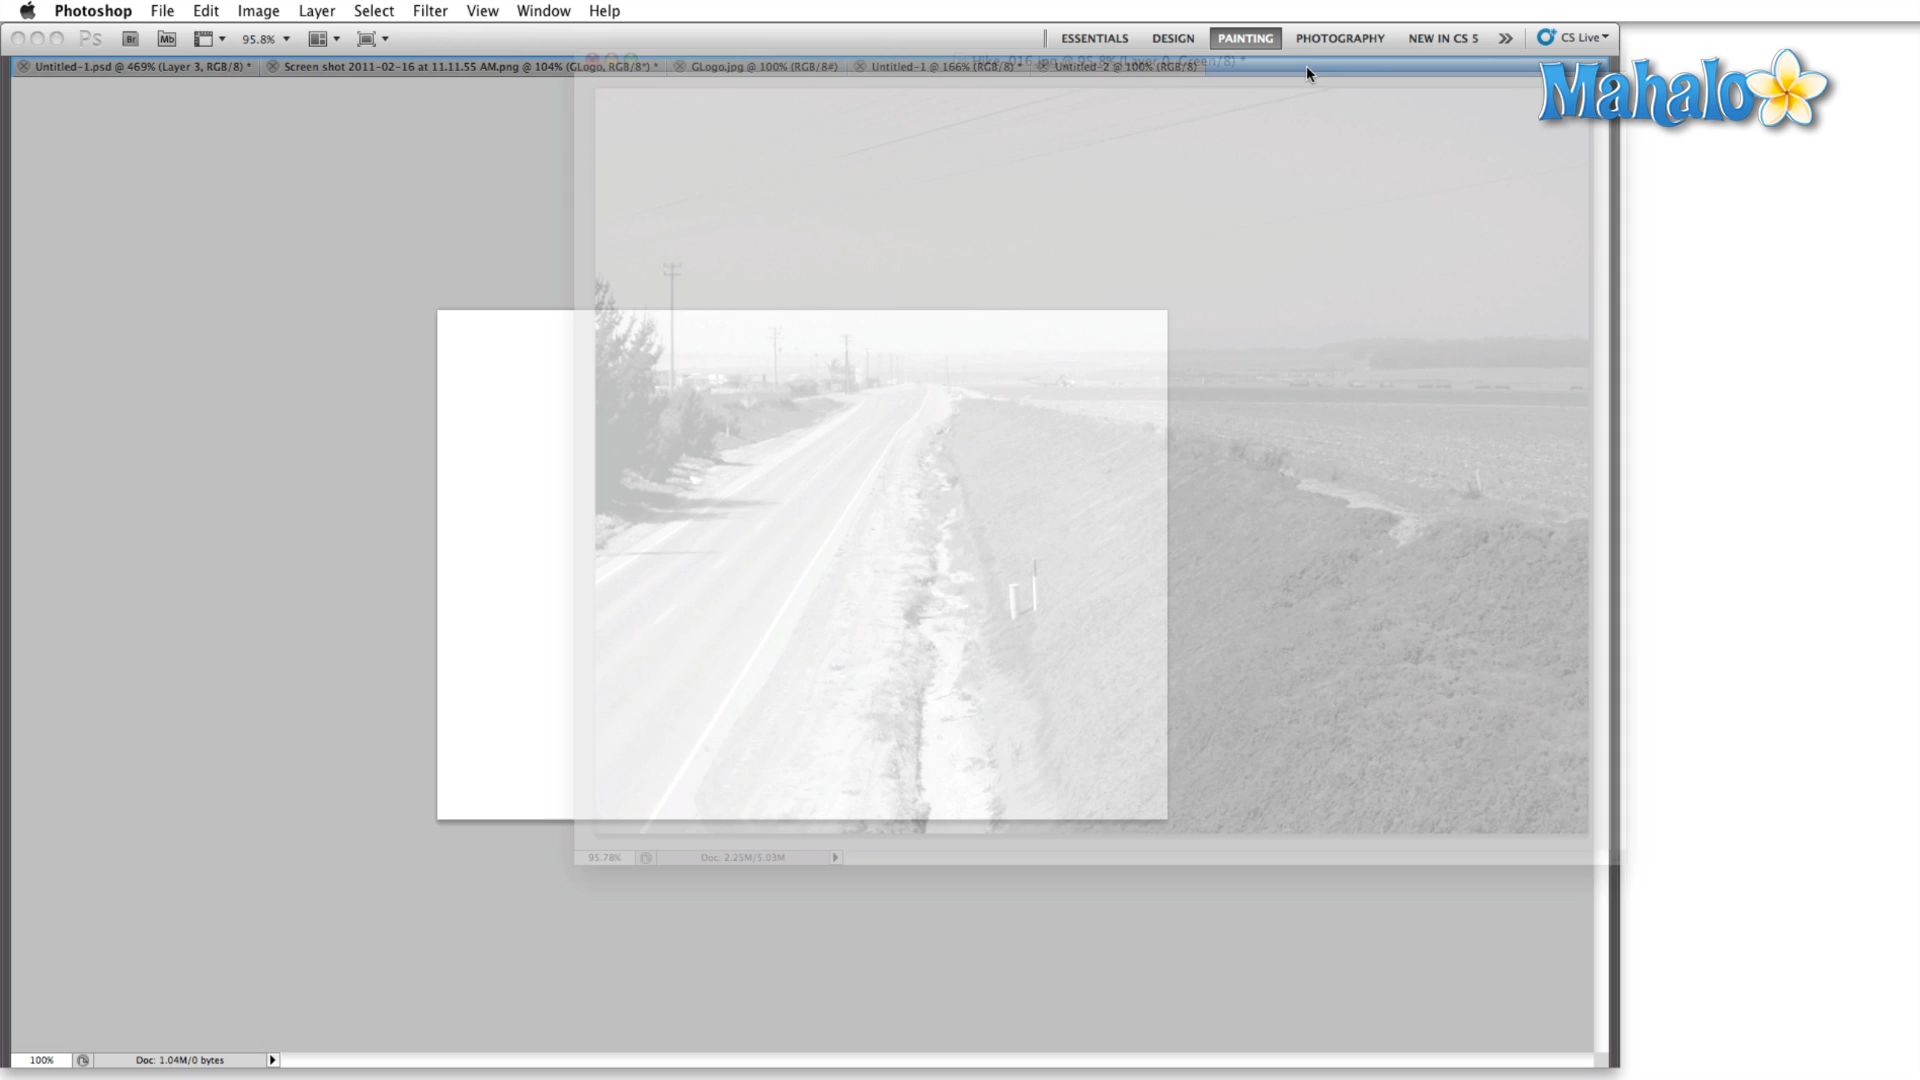 Photoshop File Edit Image Layer Select Filter View Window Help
Ps Br Mb 95.8% ESSENTIALS DESIGN PAINTING PHOTOGRAPHY NEW IN CS 5 CS Live
Untitled-1.psd @ 469% (Layer 3, RGB/8) * Screen shot 2011-02-16 at 11.11.55 AM.png @ 104% (GLogo, RGB/8*) * GLogo.jpg @ 100% (RGB/8#) Untitled-1 @ 166% (RGB/8) * Untitled-2 @ 100% (RGB/8)
Mahalo
95.78% Doc: 2.25M/5.03M
100% Doc: 1.04M/0 bytes